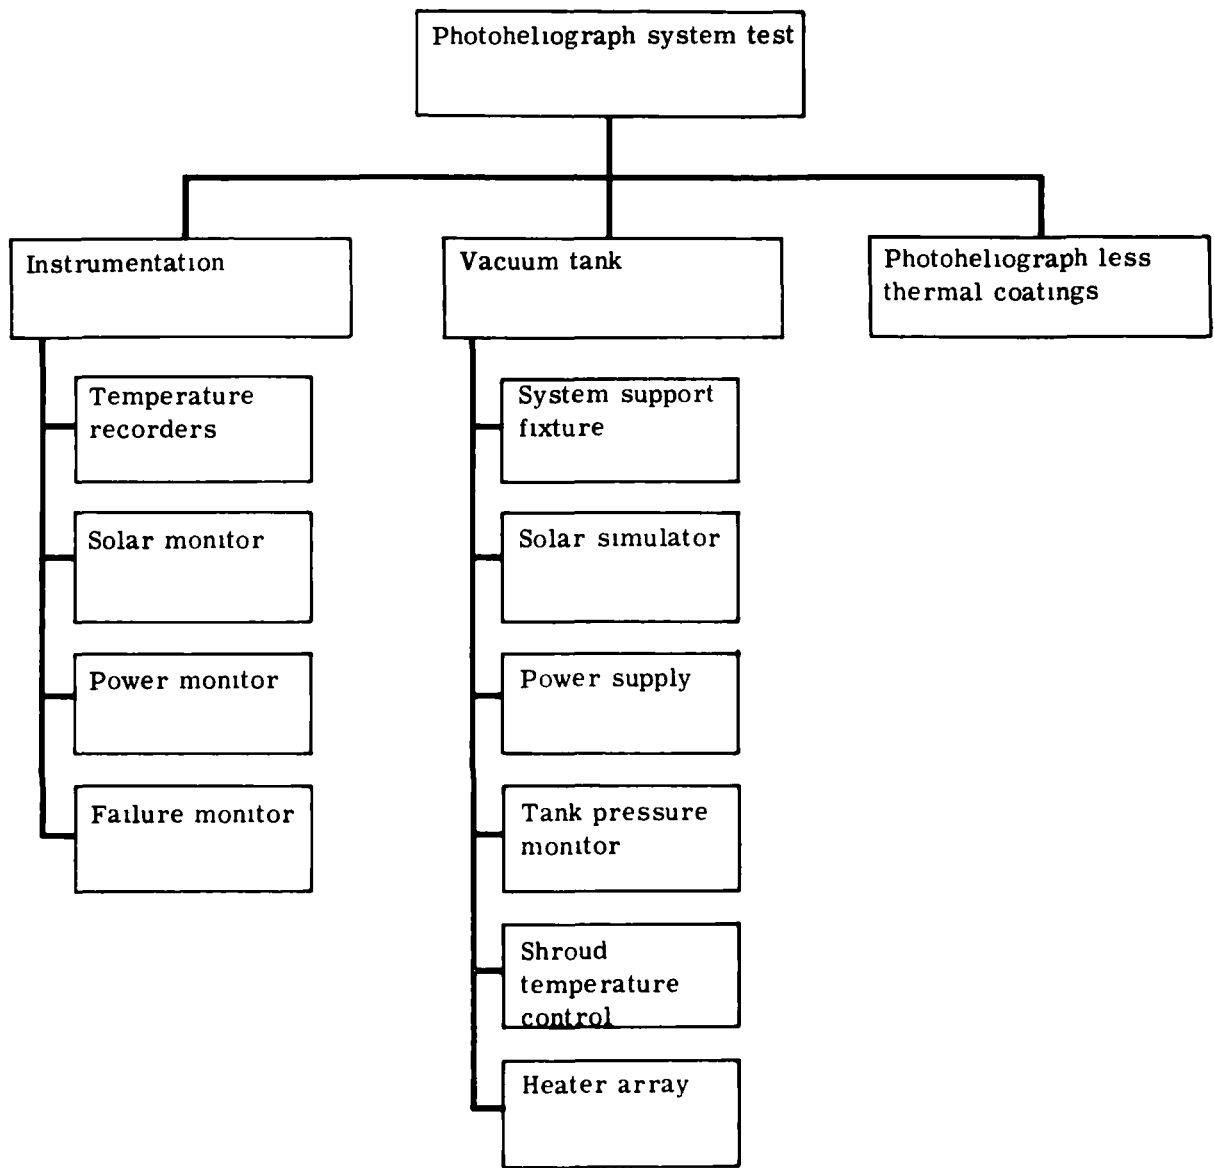 Photoheliograph system test
Instrumentation
Temperature
recorders
Solar monitor
Power monitor
Failure monitor
Vacuum tank
System support
fixture
Solar simulator
Power supply
Tank pressure
monitor
Shroud
temperature
control
Heater array
Photoheliograph less
thermal coatings